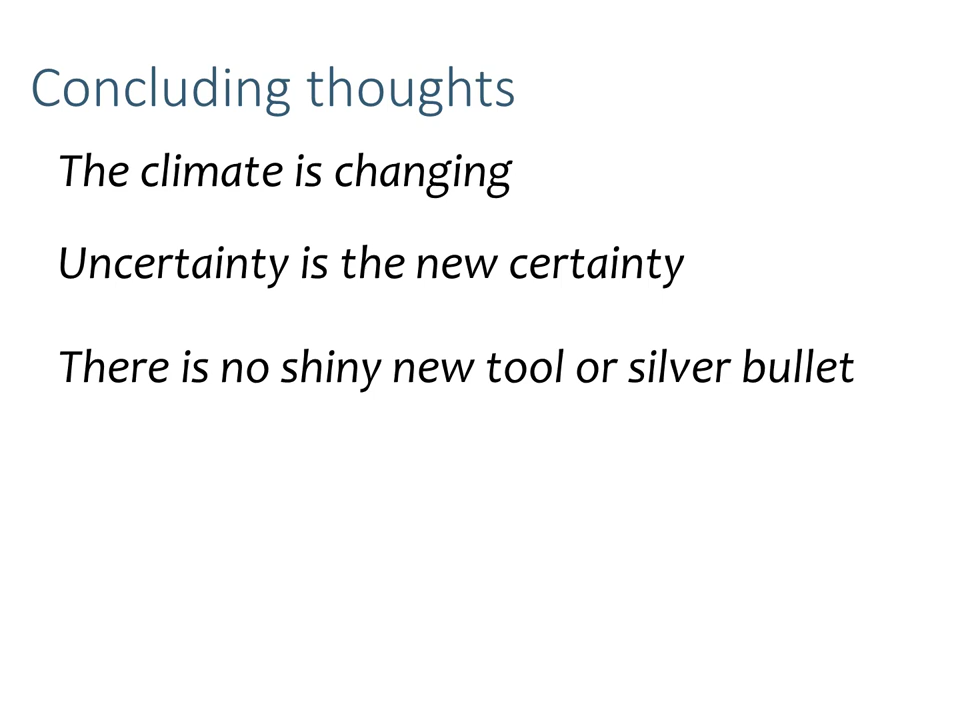 Concluding thoughts
The climate is changing
Uncertainty is the new certainty
There is no shiny new tool or silver bullet